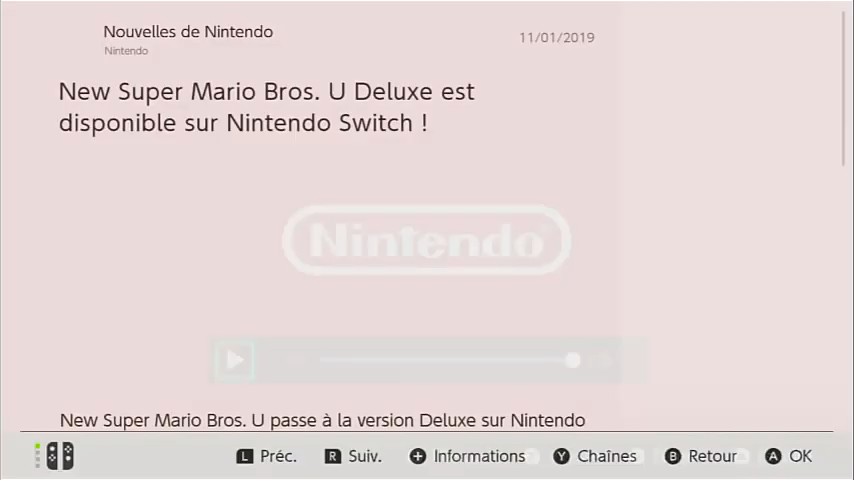 Nouvelles de Nintendo
Nintendo
11/01/2019
New Super Mario Bros. U Deluxe est
disponible sur Nintendo Switch !
Nintendo
New Super Mario Bros. U passe à la version Deluxe sur Nintendo
L Préc. R Suiv. + Informations Y Chaînes B Retour A OK